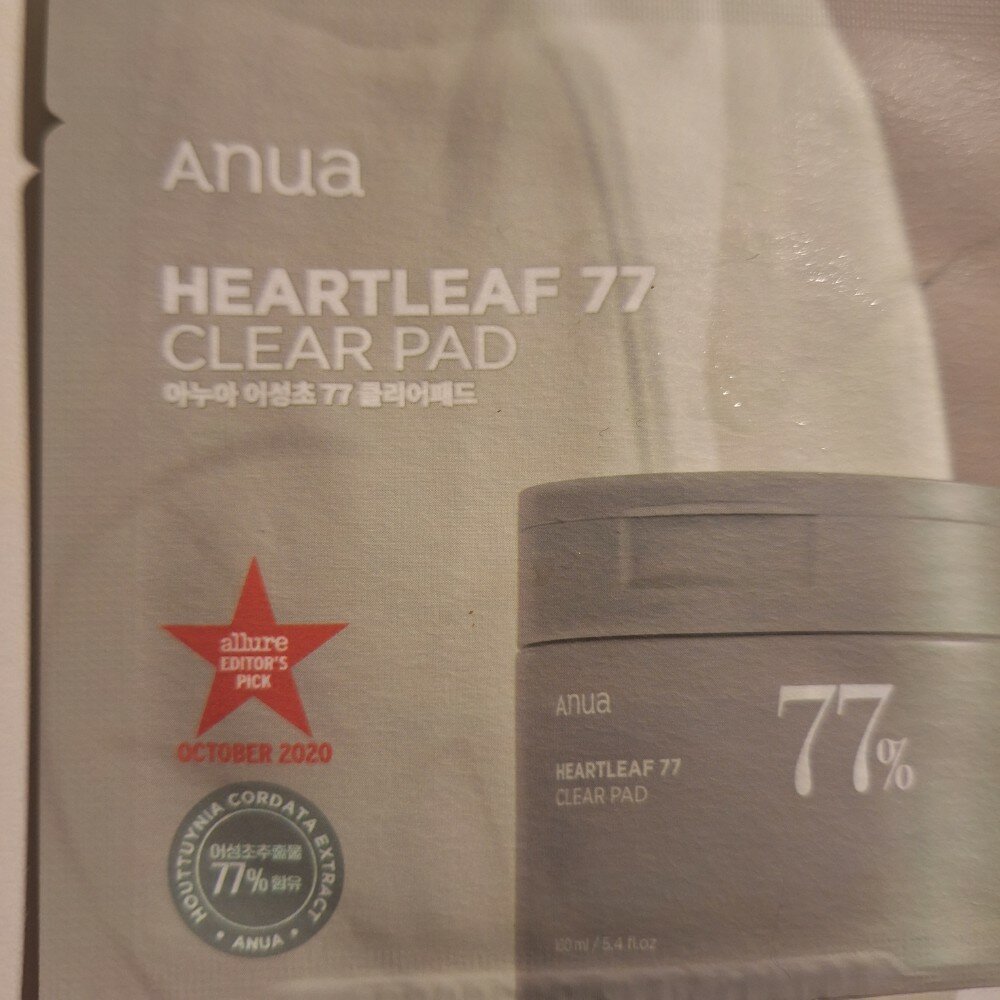 Anua
HEARTLEAF 77
CLEAR PAD
아누아 어성초 77 클리어패드
allure
EDITOR'S
PICK
OCTOBER 2020
HOUTTUYNIA CORDATA EXTRACT
어성초추출물
77% 함유
• ANUA •
Anua
HEARTLEAF 77
CLEAR PAD
77%
/ 5.4 fl.oz